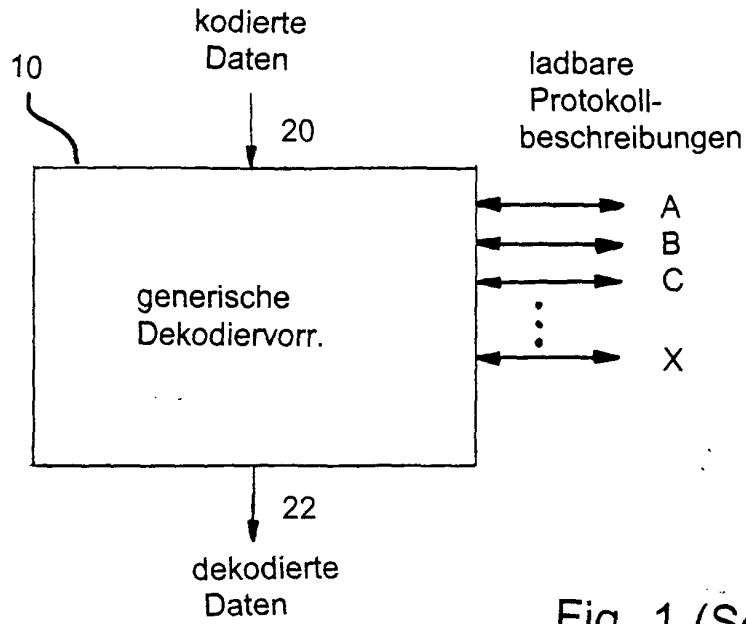 kodierte
Daten
10
20
ladbare
Protokoll-
beschreibungen
A
B
C
X
generische
Dekodiervorr.
22
dekodierte
Daten
Fig. 1